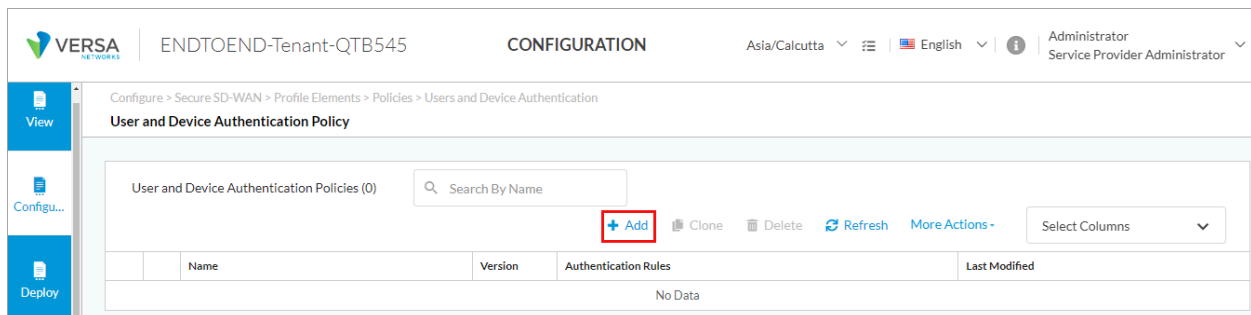 VERSA NETWORKS ENDTOEND-Tenant-QTB545 CONFIGURATION Asia/Calcutta English Administrator
Service Provider Administrator
View
Configure > Secure SD-WAN > Profile Elements > Policies > Users and Device Authentication
User and Device Authentication Policy
Configu...
User and Device Authentication Policies (0) Search By Name
+ Add Clone Delete Refresh More Actions Select Columns
Deploy
Name Version Authentication Rules Last Modified
No Data